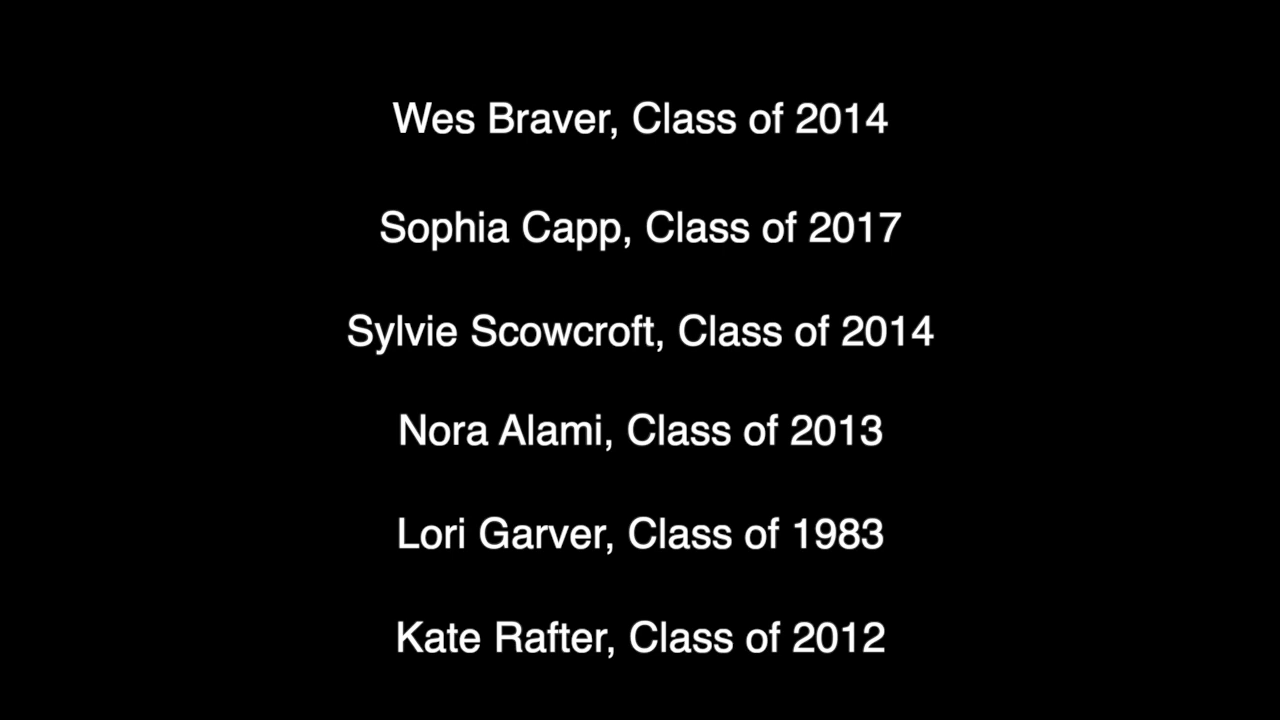 Wes Braver, Class of 2014
Sophia Capp, Class of 2017
Sylvie Scowcroft, Class of 2014
Nora Alami, Class of 2013
Lori Garver, Class of 1983
Kate Rafter, Class of 2012